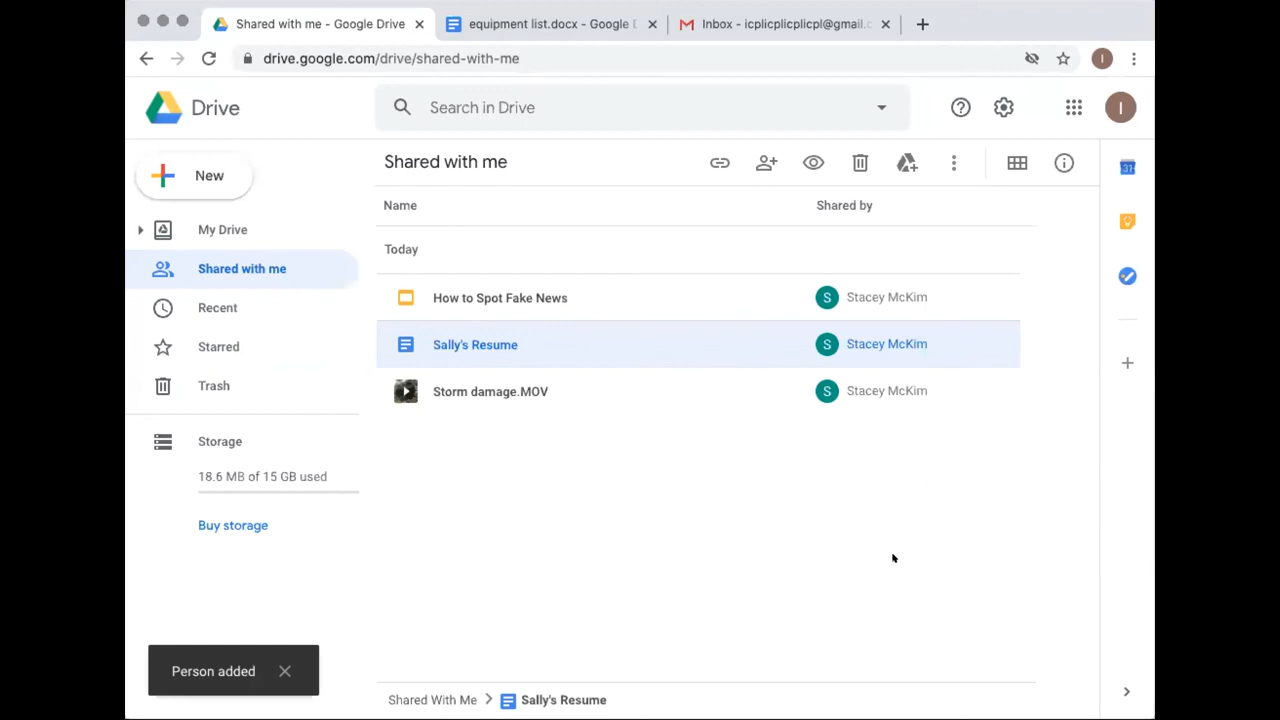 Shared with me - Google Drive
equipment list.docx - Google D
Inbox - icplicplicplicpl@gmail.c
drive.google.com/drive/shared-with-me
I
Drive
Search in Drive
I
New
Shared with me
Name
Shared by
31
My Drive
Today
Shared with me
How to Spot Fake News
S Stacey McKim
Recent
Sally's Resume
S Stacey McKim
Starred
Storm damage.MOV
S Stacey McKim
Trash
Storage
18.6 MB of 15 GB used
Buy storage
Person added
Shared With Me > Sally's Resume